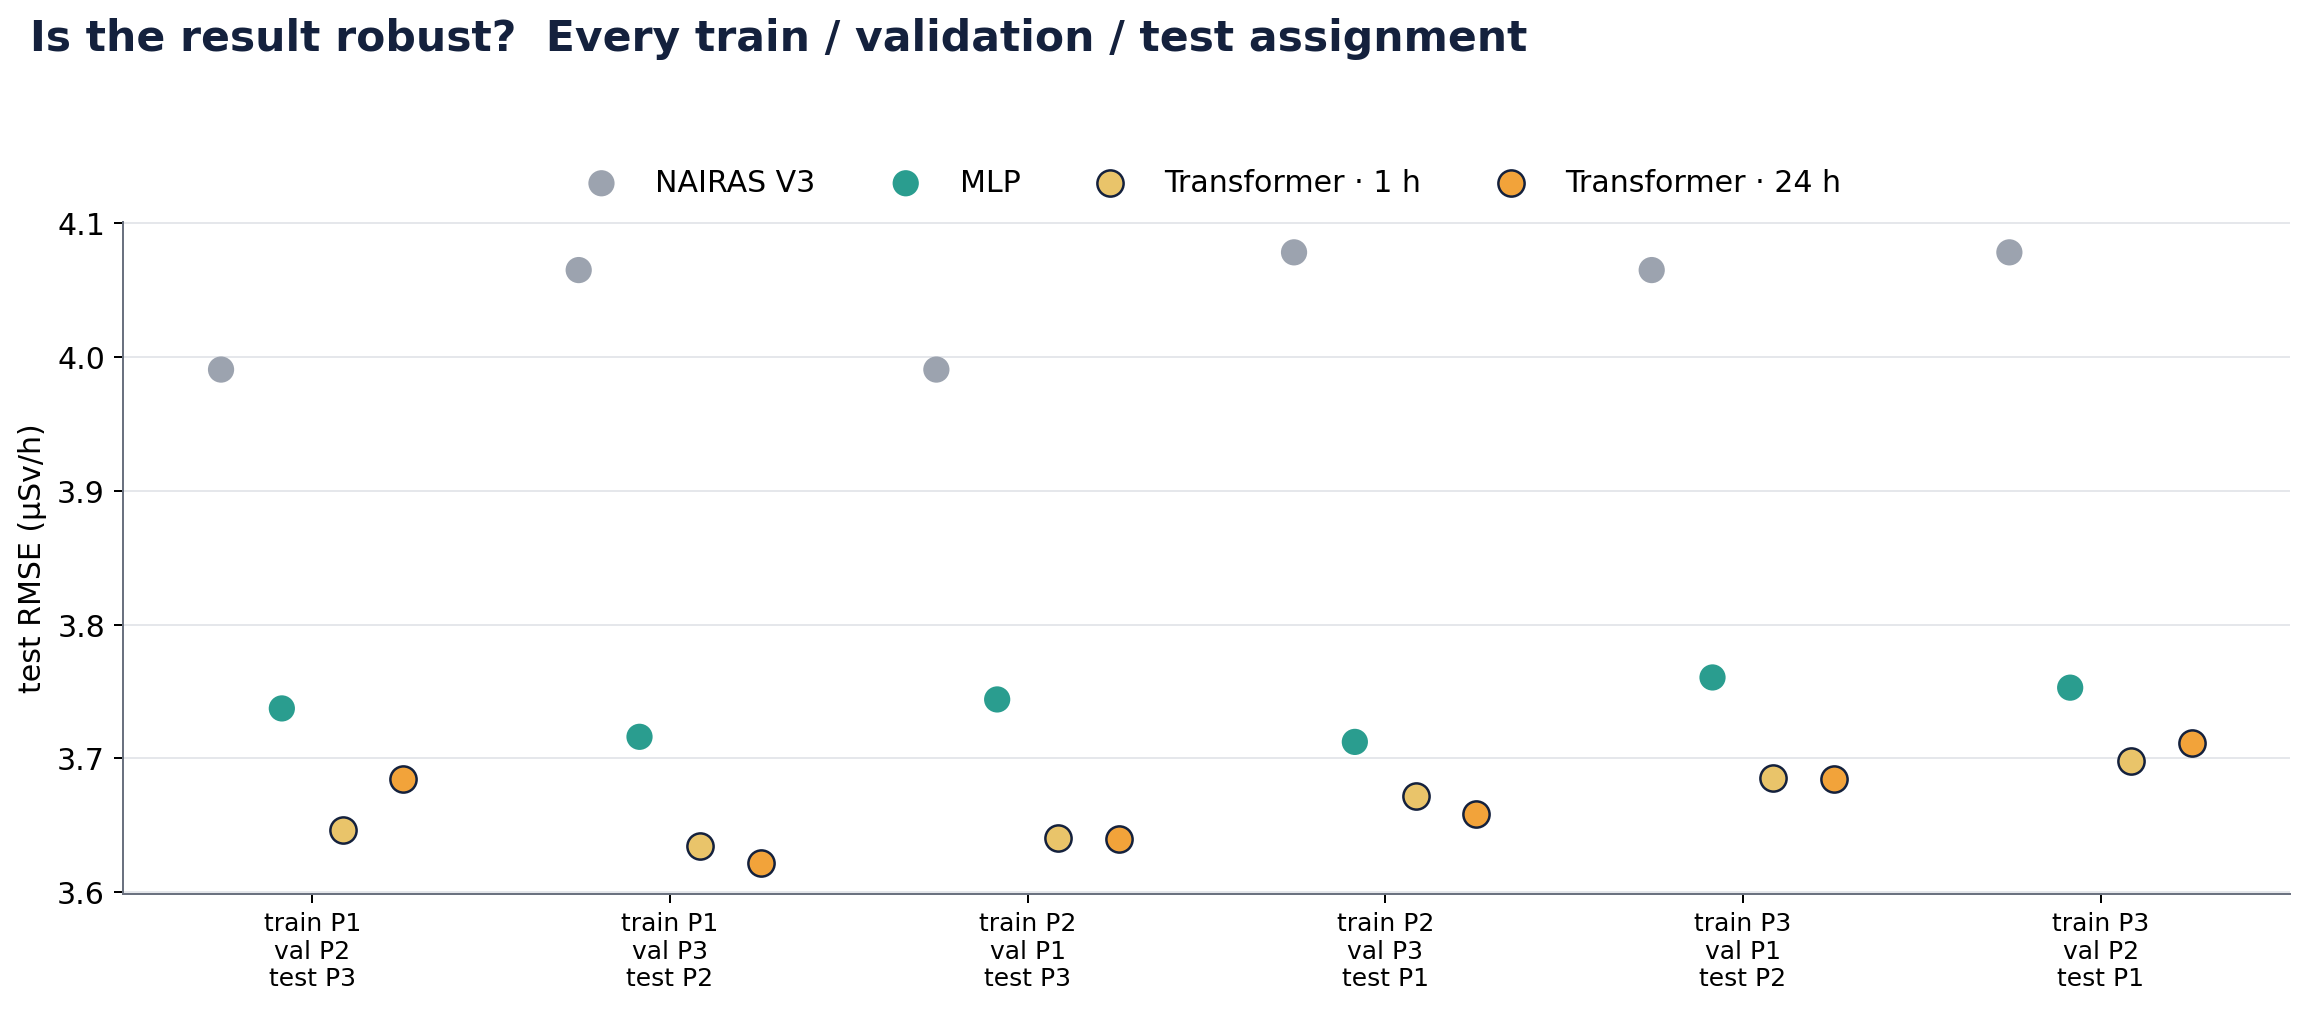 Is the result robust?  Every train / validation / test assignment
NAIRAS V3
MLP
Transformer · 1 h
Transformer · 24 h
test RMSE (μSv/h)
4.1
4.0
3.9
3.8
3.7
3.6
train P1
val P2
test P3
train P1
val P3
test P2
train P2
val P1
test P3
train P2
val P3
test P1
train P3
val P1
test P2
train P3
val P2
test P1